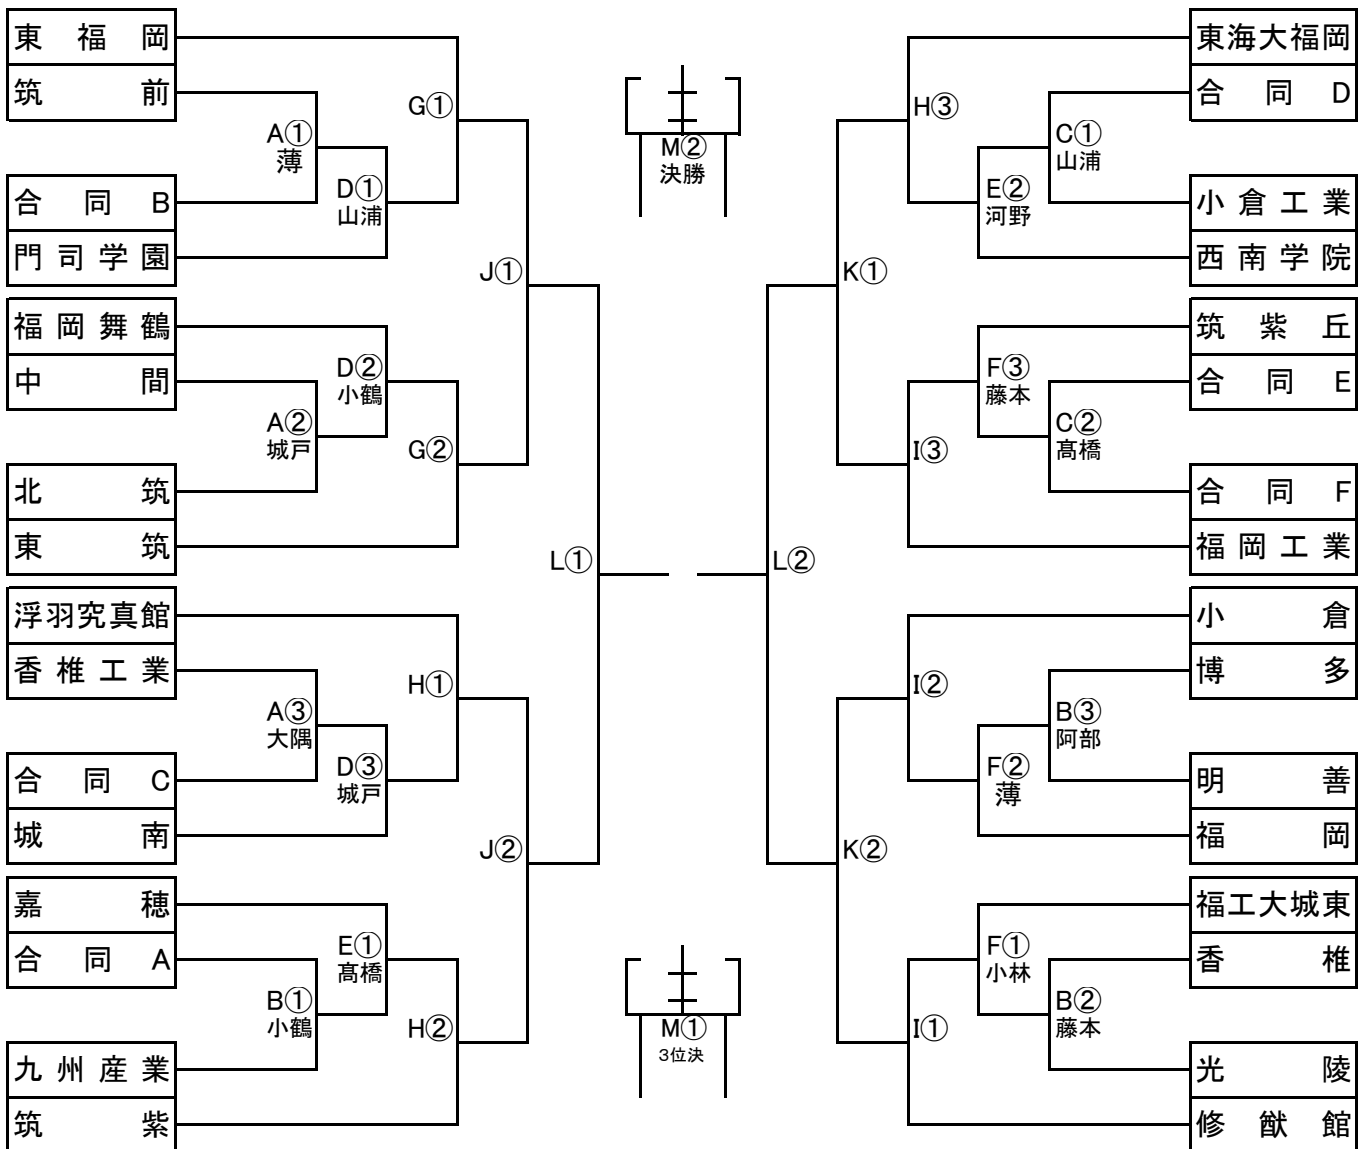 東福岡
筑前
合同B
門司学園
福岡舞鶴
中間
北筑
東筑
浮羽究真館
香椎工業
合同C
城南
嘉穂
合同A
九州産業
筑紫
A①
薄
D①
山浦
G①
A②
城戸
D②
小鶴
G②
J①
A③
大隅
D③
城戸
H①
B①
小鶴
E①
髙橋
H②
J②
L①
M②
決勝
M①
3位決
L②
K①
H③
E②
河野
C①
山浦
F③
藤本
C②
髙橋
I③
K②
I②
B③
阿部
F②
薄
F①
小林
B②
藤本
I①
東海大福岡
合同D
小倉工業
西南学院
筑紫丘
合同E
合同F
福岡工業
小倉
博多
明善
福岡
福工大城東
香椎
光陵
修猷館